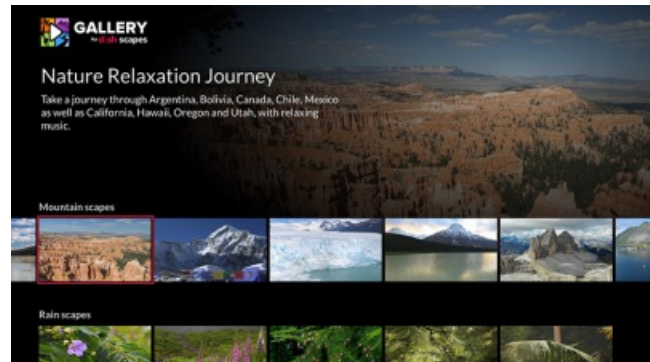 GALLERY
by dish scapes
Nature Relaxation Journey
Take a journey through Argentina, Bolivia, Canada, Chile, Mexico
as well as California, Hawaii, Oregon and Utah, with relaxing
music.
Mountain scapes
Rain scapes